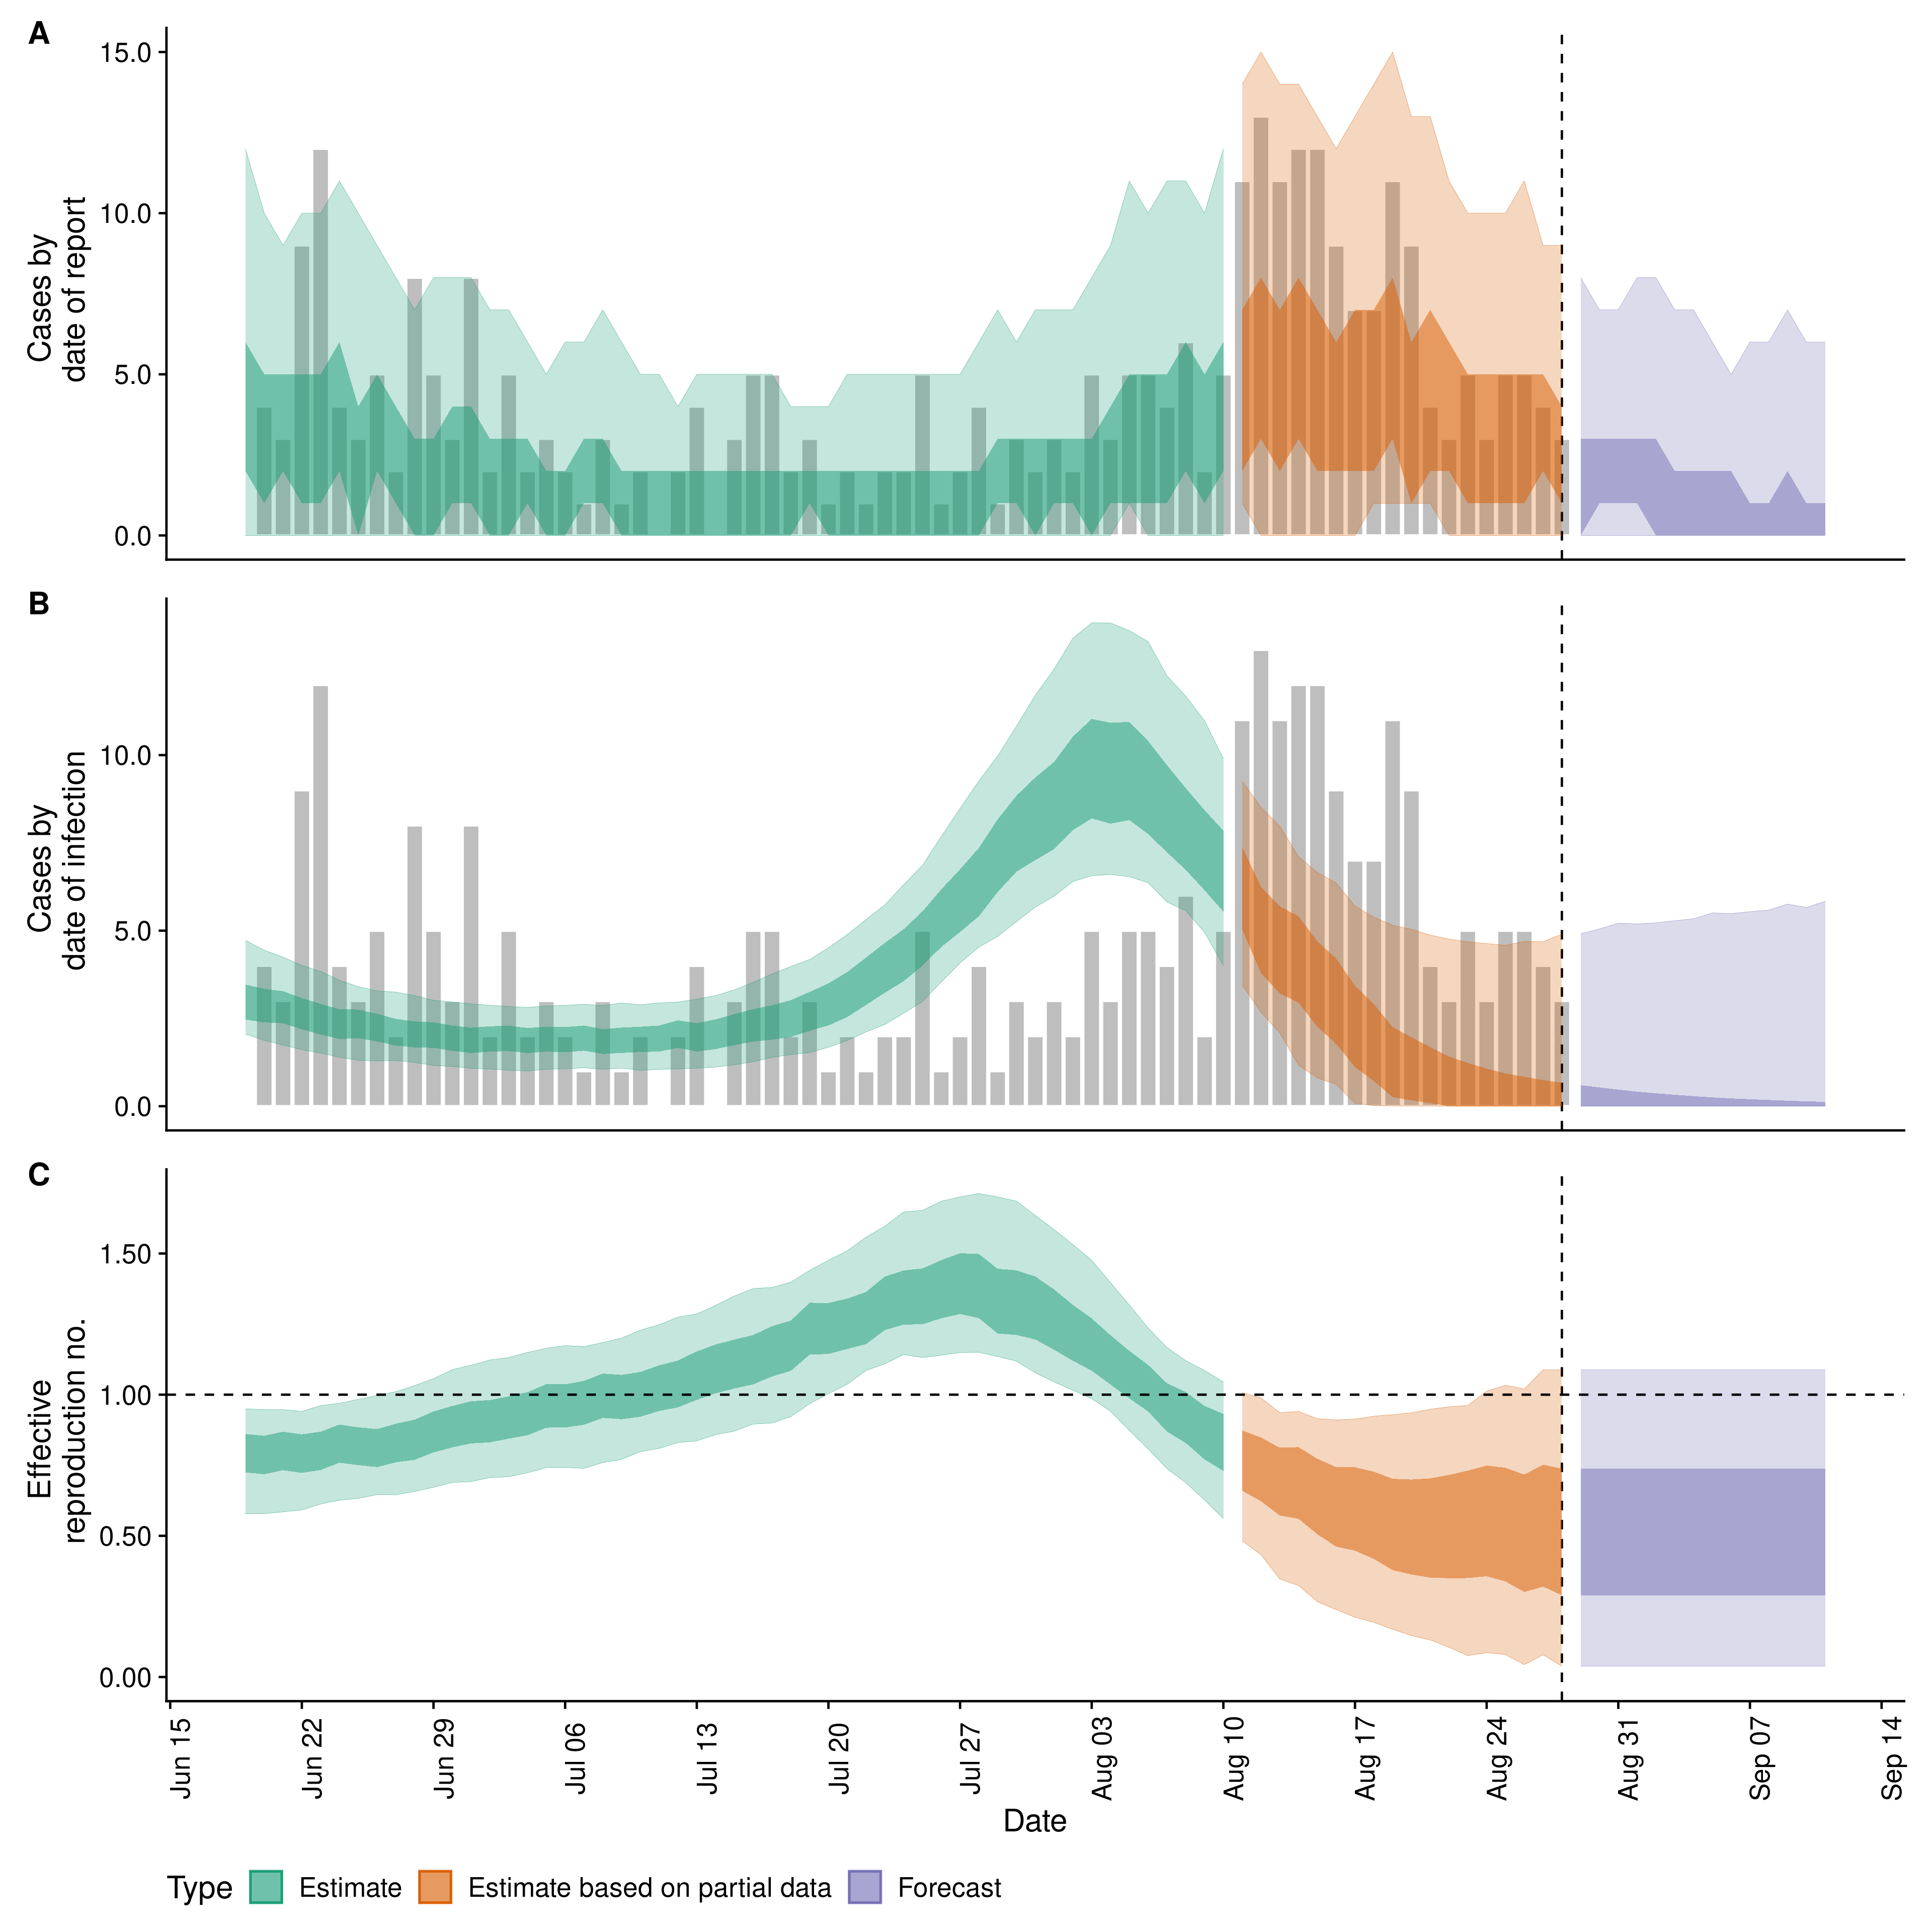 A
15.0
10.0
5.0
0.0
Cases by
date of report
B
10.0
5.0
0.0
Cases by
date of infection
C
1.50
1.00
0.50
0.00
Effective
reproduction no.
Jun 15
Jun 22
Jun 29
Jul 06
Jul 13
Jul 20
Jul 27
Aug 03
Aug 10
Aug 17
Aug 24
Aug 31
Sep 07
Sep 14
Date
Type Estimate Estimate based on partial data Forecast